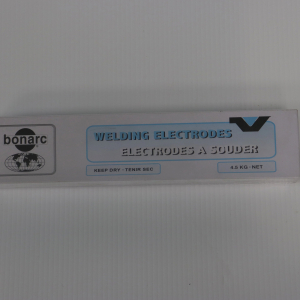 bonarc
WELDING ELECTRODES
ELECTRODES A SOUDER
KEEP DRY - TENIR SEC
4.5 KG - NET